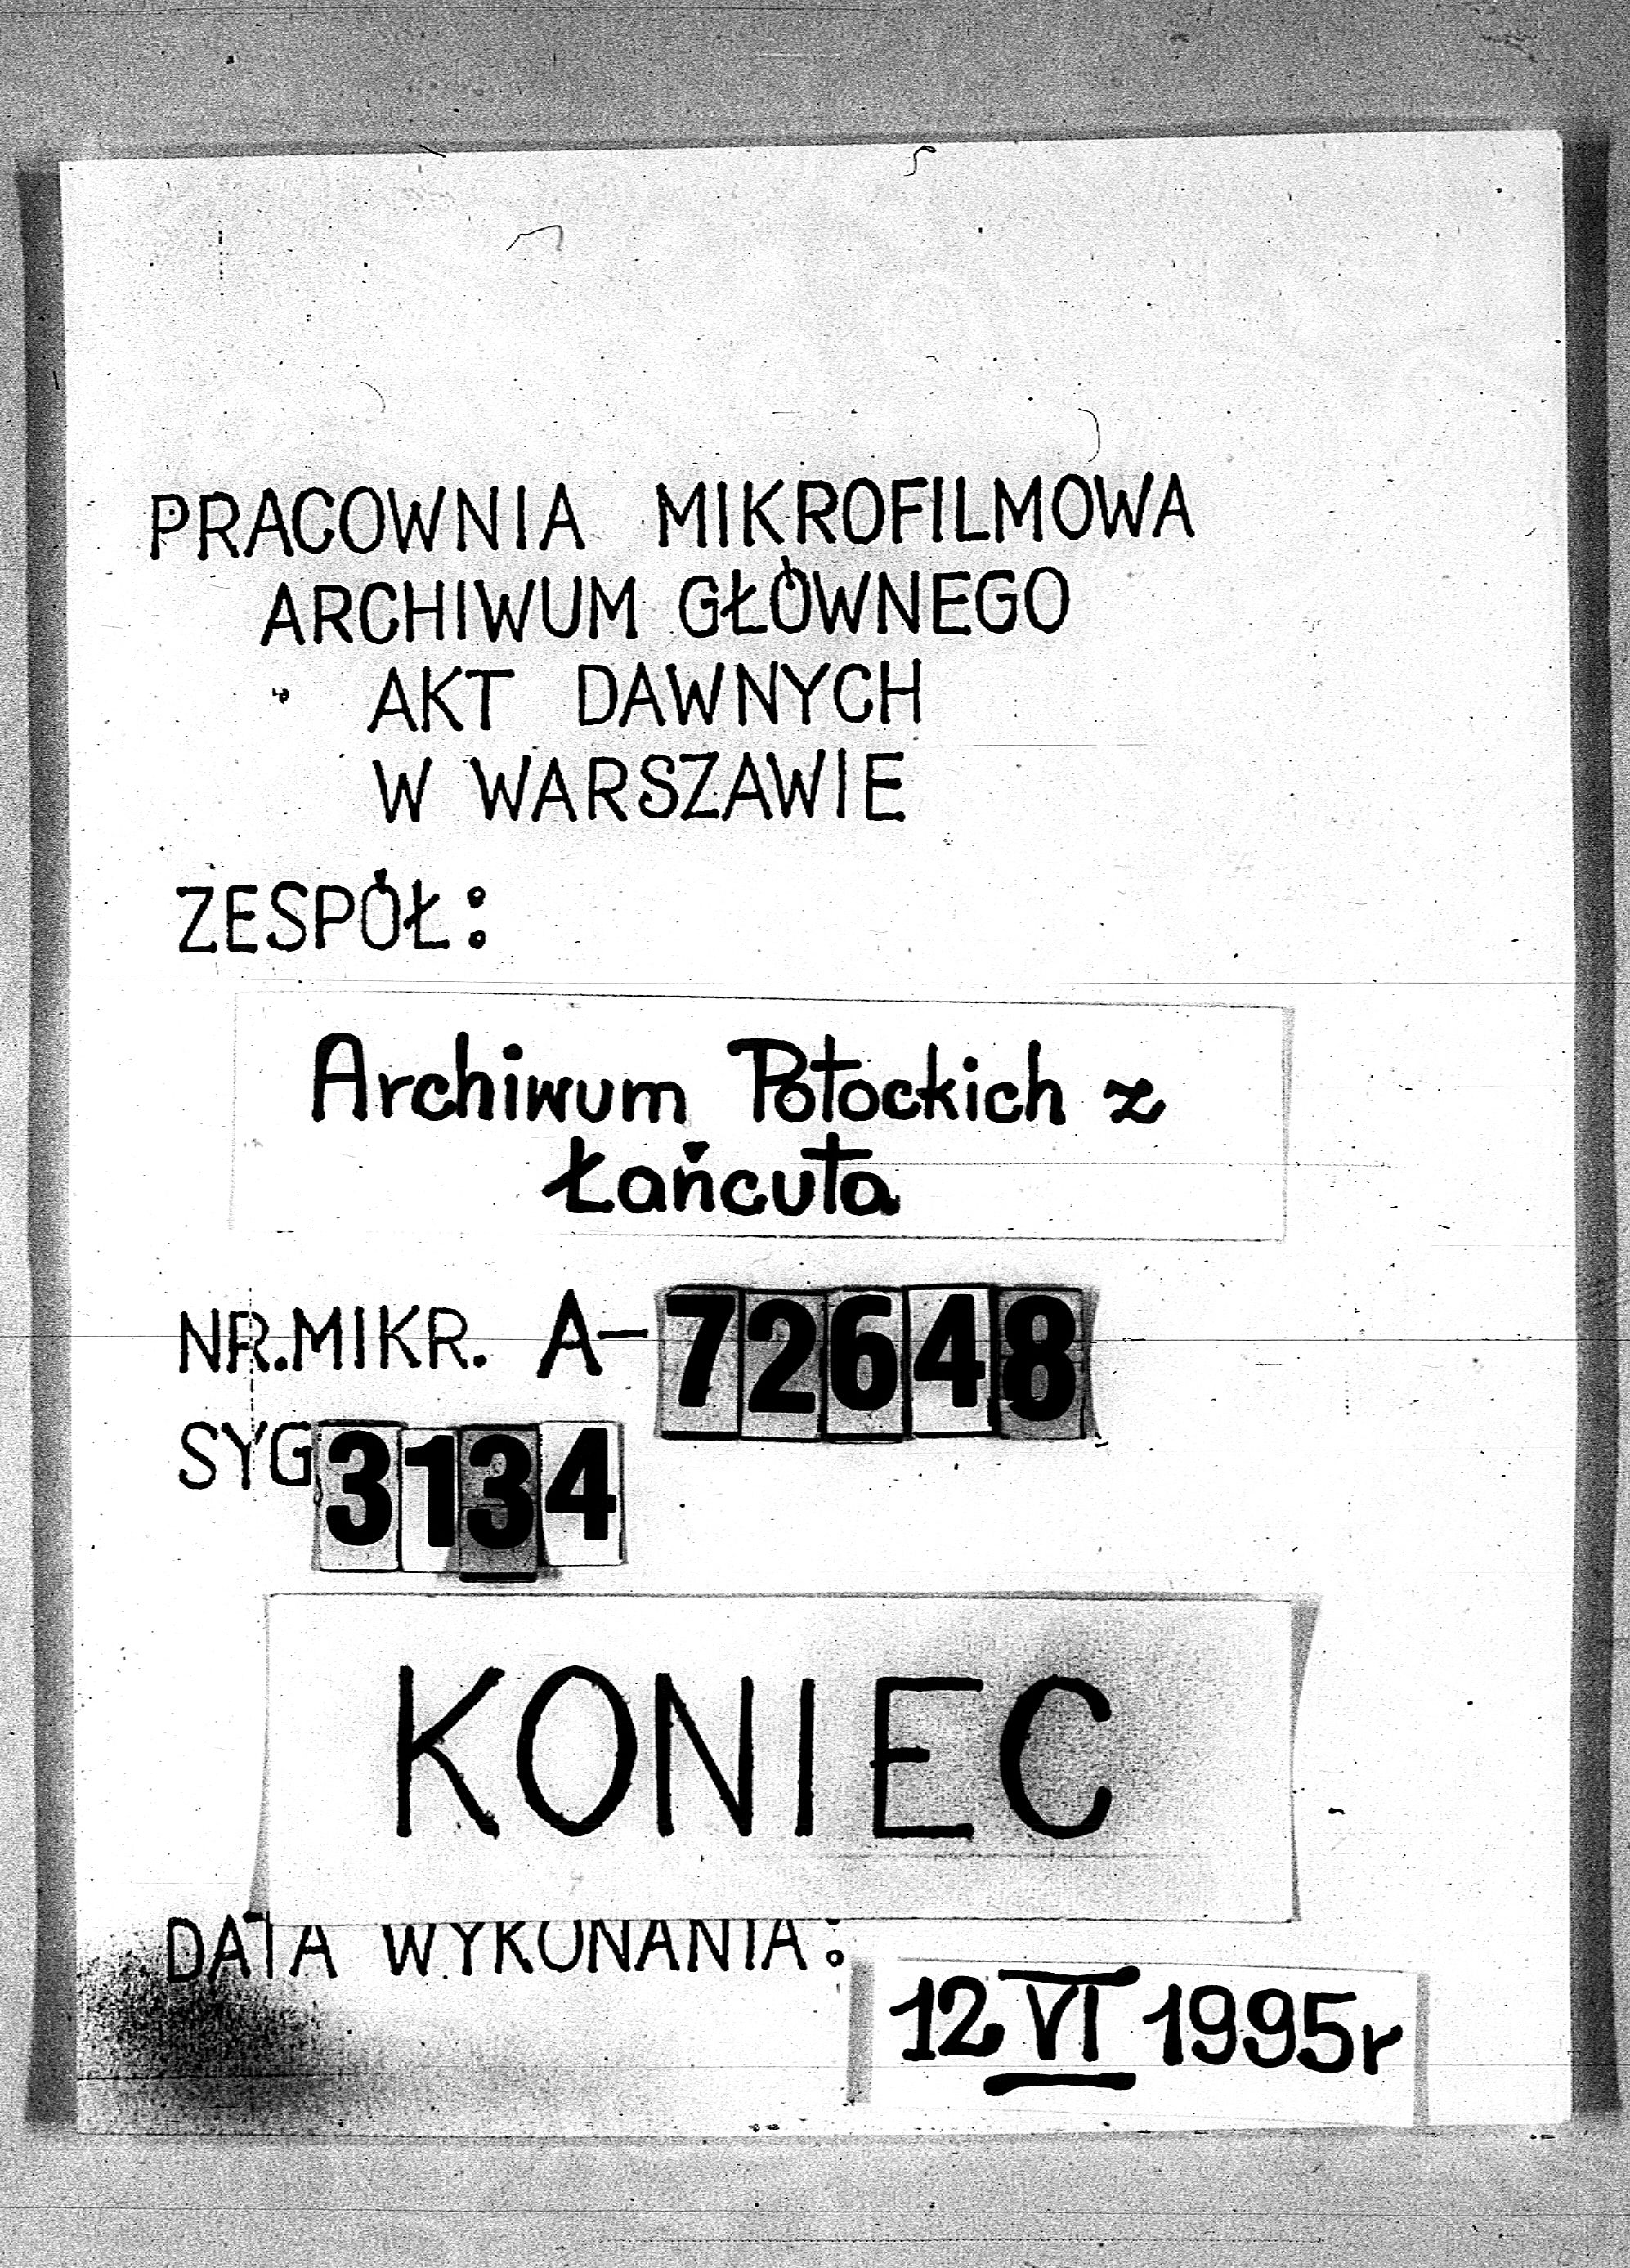 PRACOWNIA MIKROFILMOWA
ARCHIWUM GŁÓWNEGO
AKT DAWNYCH
W WARSZAWIE
ZESPÓŁ:
Archiwum Potockich z
Łańcuta
NR.MIKR. A-72648
SYG 3134
KONIEC
DATA WYKONANIA:
12 VI 1995r